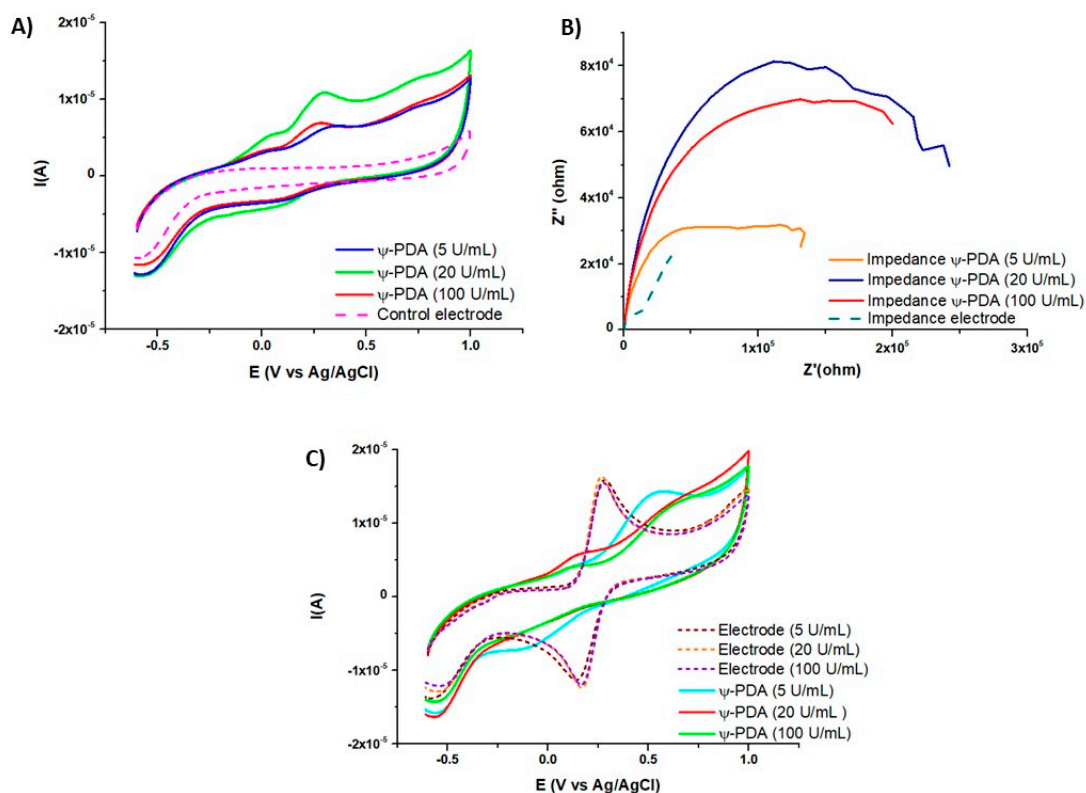 A)
2x10⁻⁵
1x10⁻⁵
0
-1x10⁻⁵
-2x10⁻⁵
I(A)
-0.5
0.0
0.5
1.0
E (V vs Ag/AgCl)
ψ-PDA (5 U/mL)
ψ-PDA (20 U/mL)
ψ-PDA (100 U/mL)
Control electrode
B)
8x10⁴
6x10⁴
4x10⁴
2x10⁴
0
Z'' (ohm)
0
1x10⁵
2x10⁵
3x10⁵
Z'(ohm)
Impedance ψ-PDA (5 U/mL)
Impedance ψ-PDA (20 U/mL)
Impedance ψ-PDA (100 U/mL)
Impedance electrode
C)
2x10⁻⁵
1x10⁻⁵
0
-1x10⁻⁵
-2x10⁻⁵
I(A)
-0.5
0.0
0.5
1.0
E (V vs Ag/AgCl)
Electrode (5 U/mL)
Electrode (20 U/mL)
Electrode (100 U/mL)
ψ-PDA (5 U/mL)
ψ-PDA (20 U/mL )
ψ-PDA (100 U/mL)